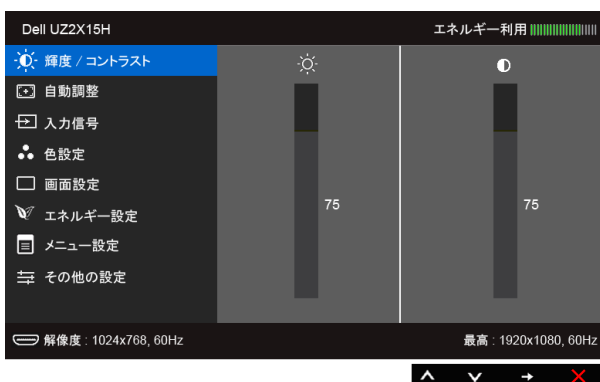 Dell UZ2X15H
エネルギー利用
輝度 / コントラスト
自動調整
入力信号
色設定
画面設定
エネルギー設定
メニュー設定
その他の設定
75
75
解像度 : 1024x768, 60Hz
最高 : 1920x1080, 60Hz